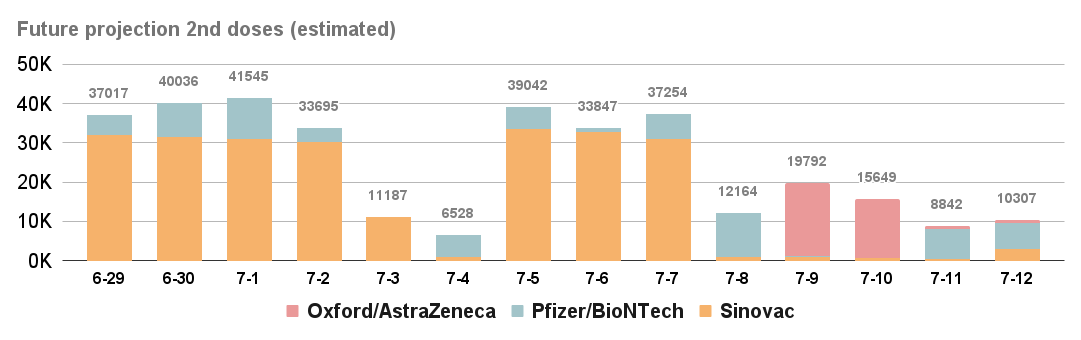 Future projection 2nd doses (estimated)
50K
40K
30K
20K
10K
0K
37017
40036
41545
33695
11187
6528
39042
33847
37254
12164
19792
15649
8842
10307
6-29 6-30 7-1 7-2 7-3 7-4 7-5 7-6 7-7 7-8 7-9 7-10 7-11 7-12
Oxford/AstraZeneca Pfizer/BioNTech Sinovac